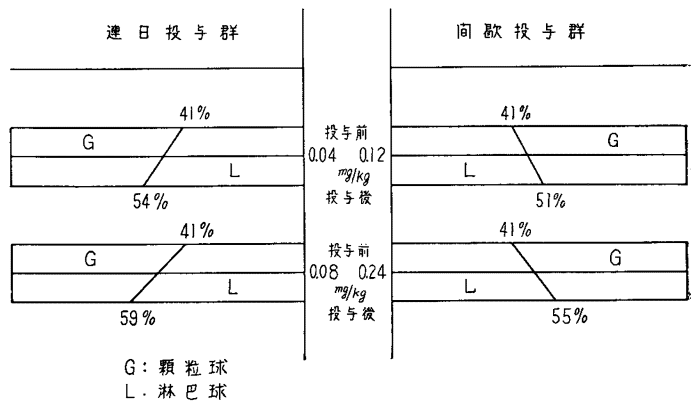 連日投与群 間歇投与群
41% 41%
G 投与前 G
0.04 0.12
L mg/kg L
54% 投与後 51%
41% 41%
G 投与前 G
0.08 0.24
L mg/kg L
59% 投与後 55%
G: 顆粒球
L. 淋巴球